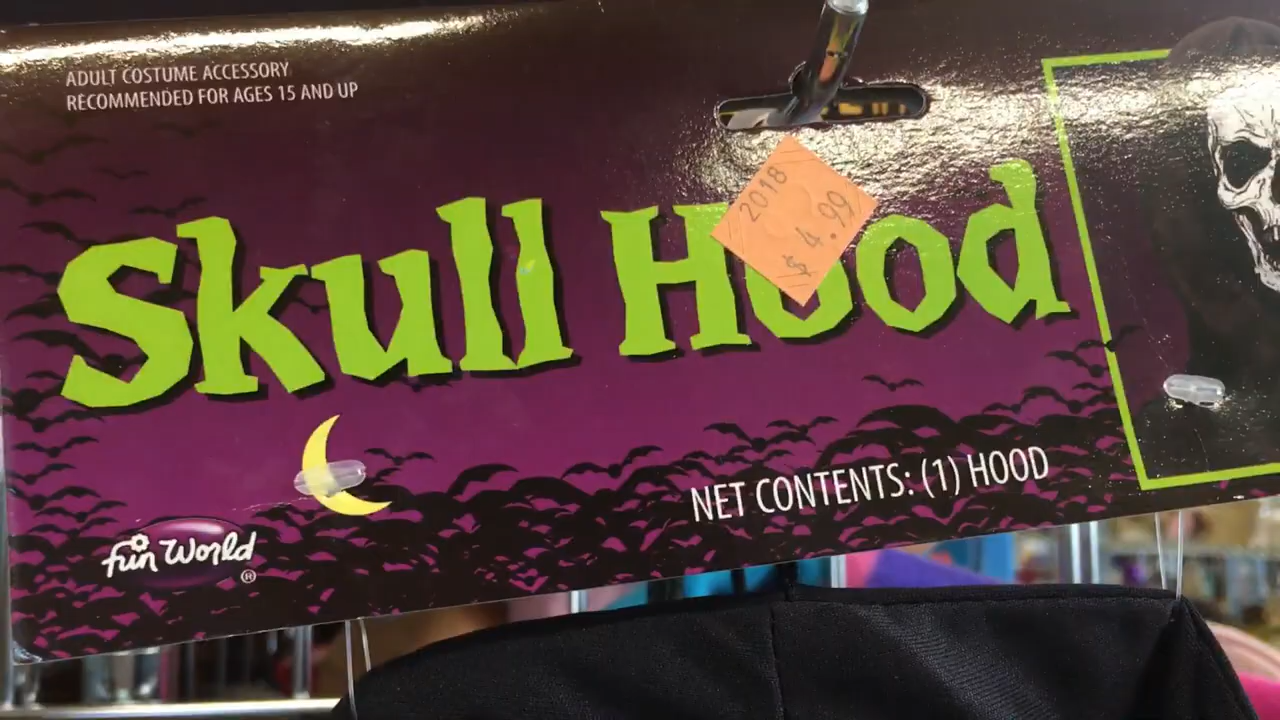 ADULT COSTUME ACCESSORY
RECOMMENDED FOR AGES 15 AND UP
2018
$ 4.99
Skull Hood
NET CONTENTS: (1) HOOD
fun World
®